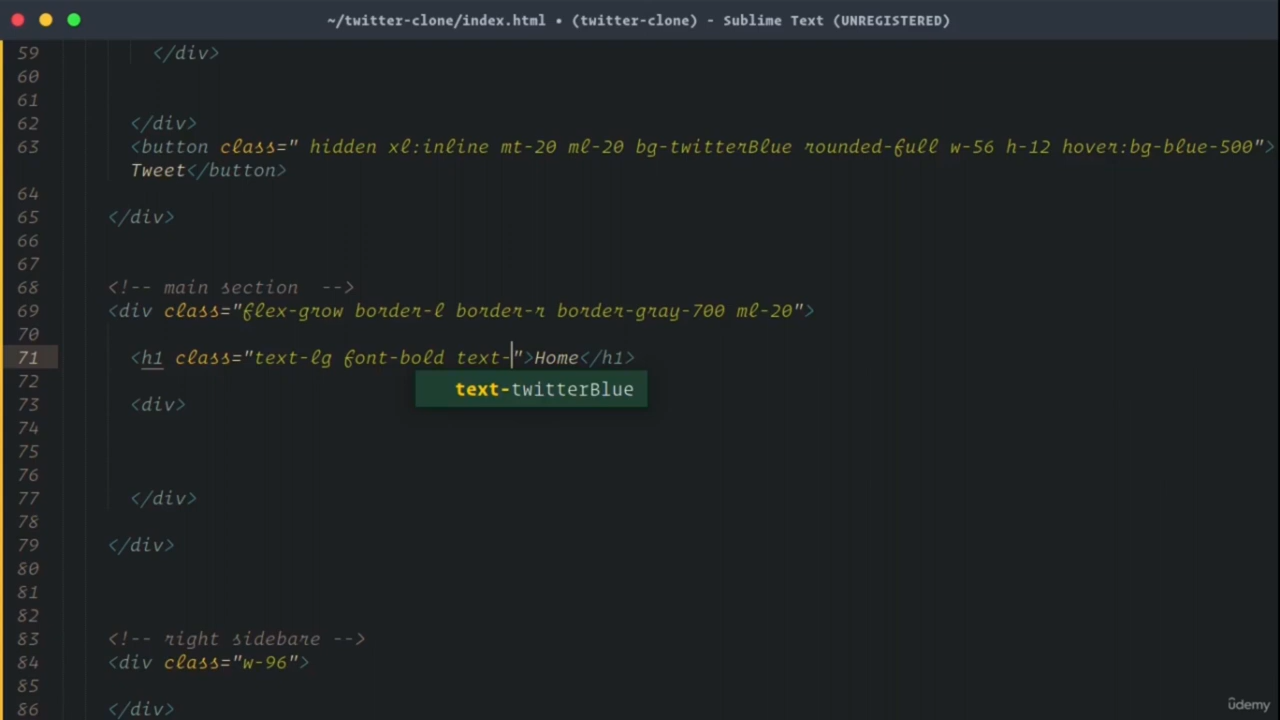 ~/twitter-clone/index.html • (twitter-clone) - Sublime Text (UNREGISTERED)
59 </div>
60
61
62 </div>
63 <button class=" hidden xl:inline mt-20 ml-20 bg-twitterBlue rounded-full w-56 h-12 hover:bg-blue-500">
Tweet</button>
64
65 </div>
66
67
68 <!-- main section  -->
69 <div class="flex-grow border-l border-r border-gray-700 ml-20">
70
71 <h1 class="text-lg font-bold text-">Home</h1>
72 text-twitterBlue
73 <div>
74
75
76
77 </div>
78
79 </div>
80
81
82
83 <!-- right sidebare -->
84 <div class="w-96">
85
86 </div>
ûdemy